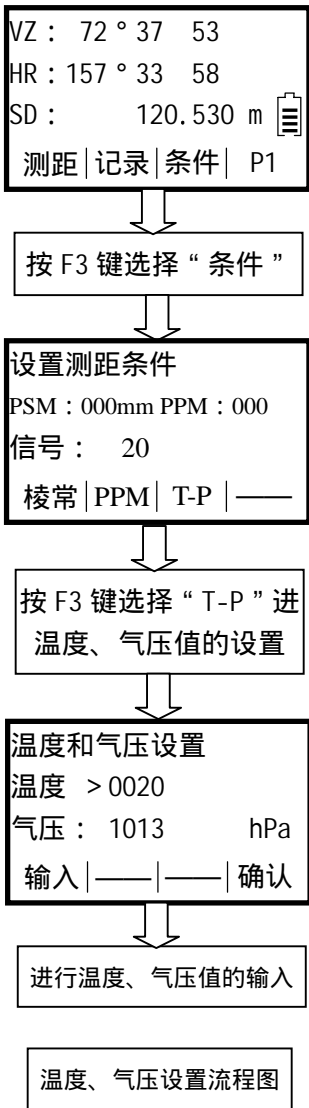 VZ： 72°37 53
HR：157°33 58
SD： 120.530 m
测距|记录|条件| P1
按 F3 键选择“条件”
设置测距条件
PSM：000mm PPM：000
信号： 20
棱常|PPM| T-P |——
按 F3 键选择“T-P”进
温度、气压值的设置
温度和气压设置
温度 >0020
气压： 1013 hPa
输入|——|——|确认
进行温度、气压值的输入
温度、气压设置流程图